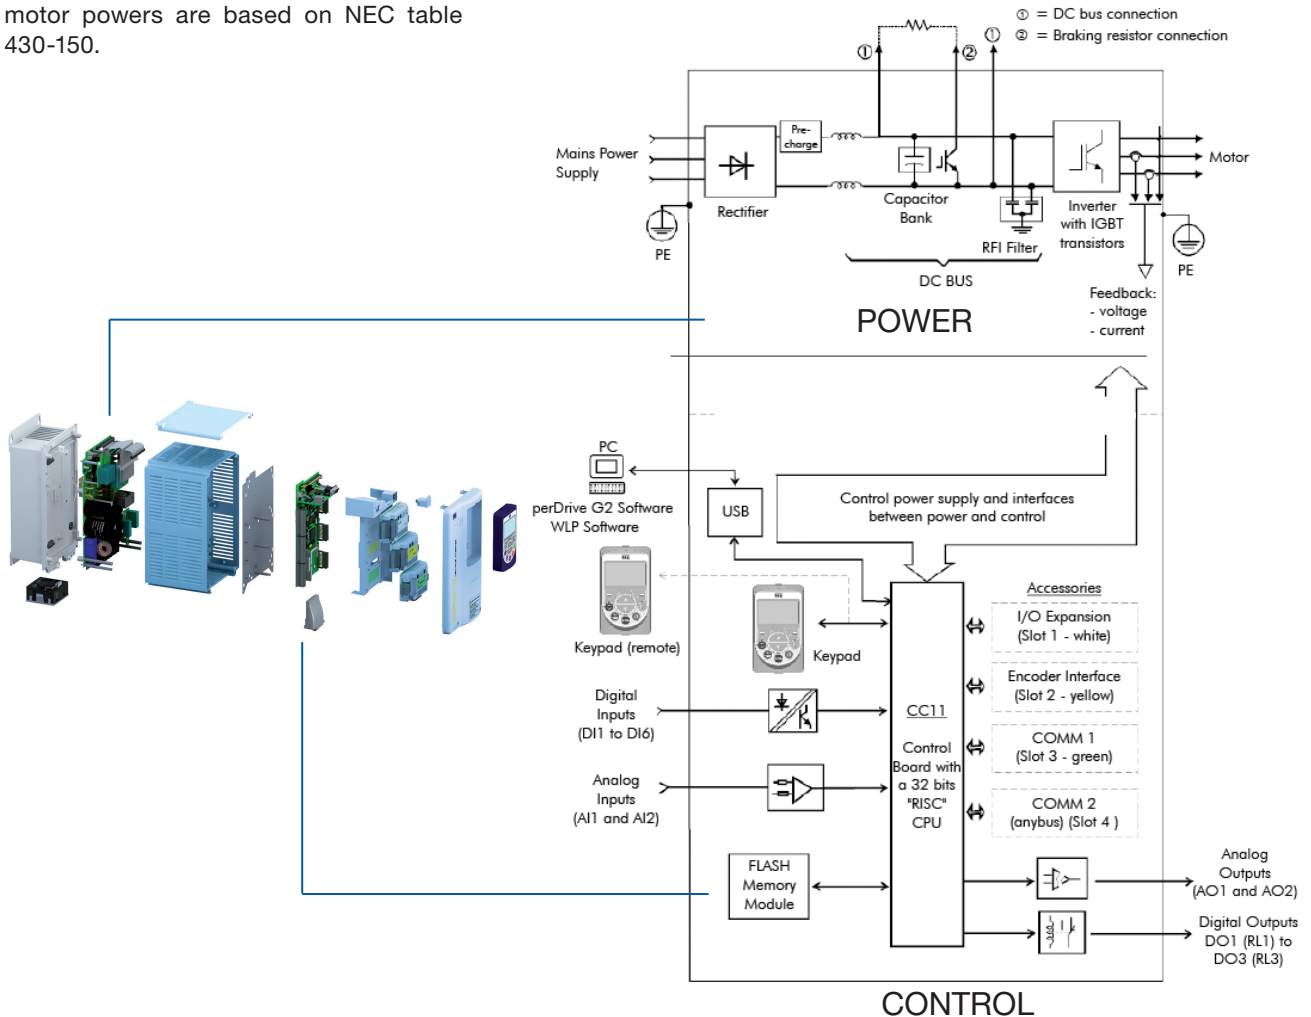 motor powers are based on NEC table
430-150.
① = DC bus connection
② = Braking resistor connection
①
②
①
Pre-
charge
Mains Power
Supply
Motor
Rectifier
Capacitor
Bank
Inverter
with IGBT
transistors
RFI Filter
PE
PE
DC BUS
Feedback:
- voltage
- current
POWER
PC
perDrive G2 Software
WLP Software
USB
Control power supply and interfaces
between power and control
Keypad (remote)
Keypad
Accessories
I/O Expansion
(Slot 1 - white)
Encoder Interface
(Slot 2 - yellow)
COMM 1
(Slot 3 - green)
COMM 2
(anybus) (Slot 4 )
Digital
Inputs
(DI1 to DI6)
Analog
Inputs
(AI1 and AI2)
CC11
Control
Board with
a 32 bits
"RISC"
CPU
FLASH
Memory
Module
Analog
Outputs
(AO1 and AO2)
Digital Outputs
DO1 (RL1) to
DO3 (RL3)
CONTROL